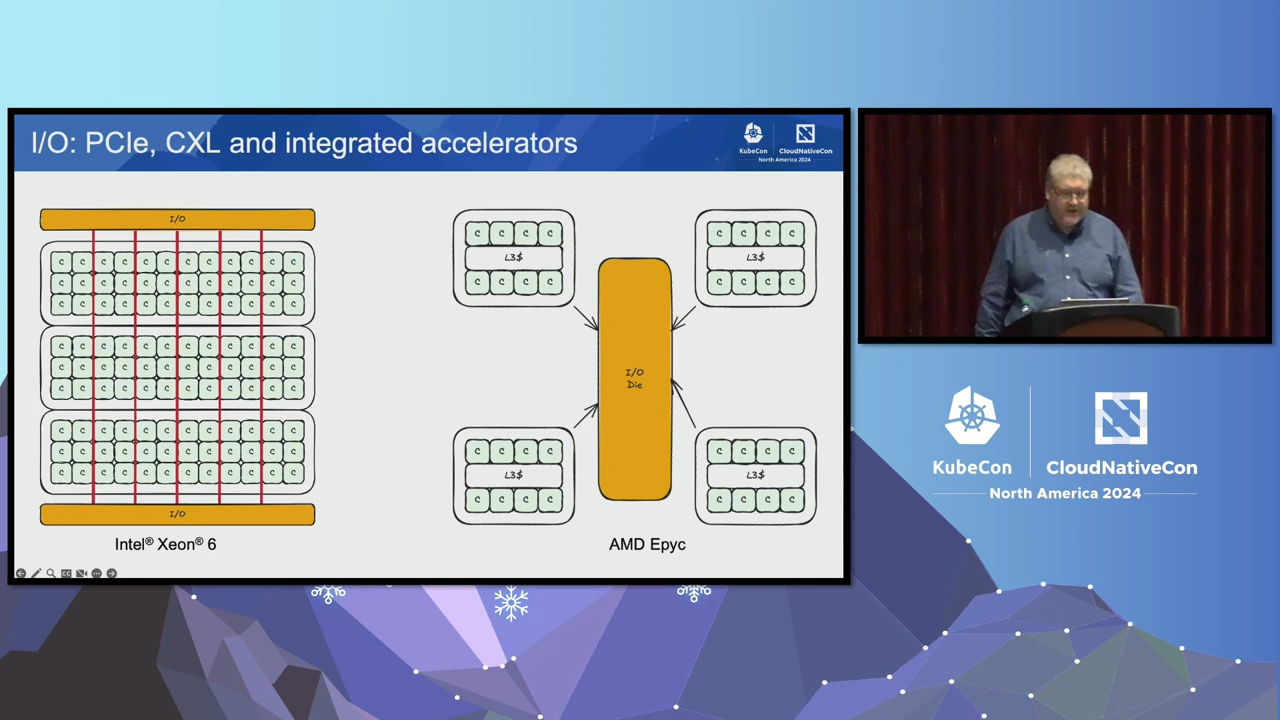 I/O: PCIe, CXL and integrated accelerators
KubeCon
CloudNativeCon
North America 2024
I/O
C C C C C C C C C C C C
C C C C C C C C C C C C
C C C C C C C C C C C C
C C C C C C C C C C C C
C C C C C C C C C C C C
C C C C C C C C C C C C
C C C C C C C C C C C C
C C C C C C C C C C C C
C C C C C C C C C C C C
I/O
Intel® Xeon® 6
C C C C
L3$
C C C C
C C C C
L3$
C C C C
I/O
Die
C C C C
L3$
C C C C
C C C C
L3$
C C C C
AMD Epyc
CC
KubeCon
CloudNativeCon
North America 2024